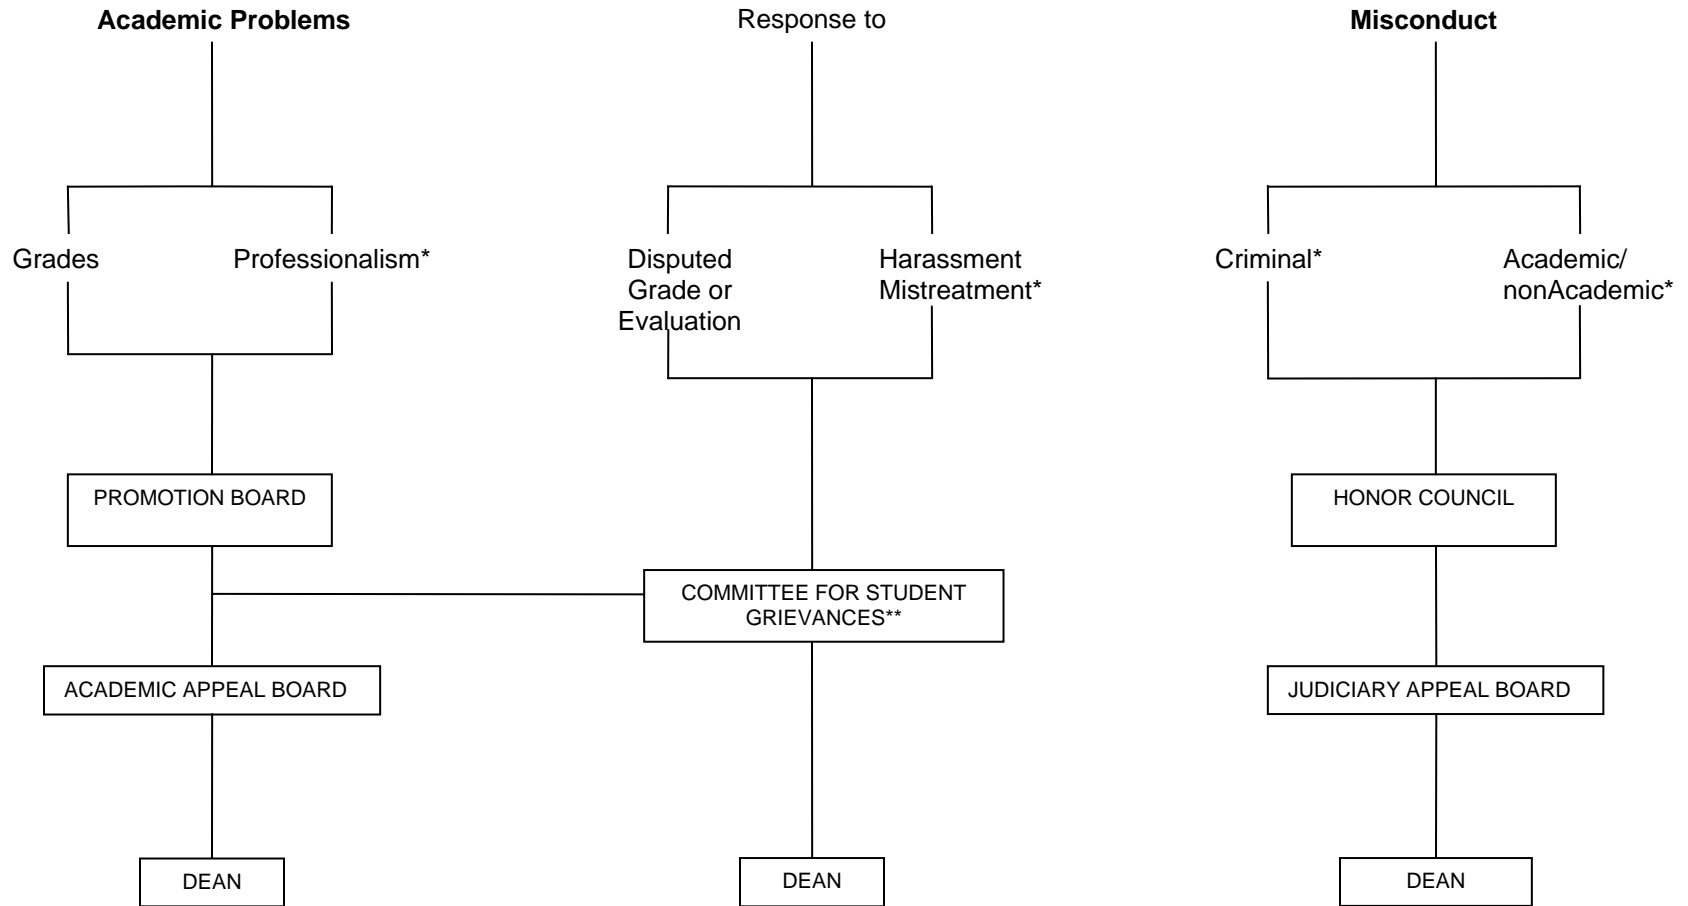 Academic Problems
Response to
Misconduct
Grades
Professionalism*
Disputed
Grade or
Evaluation
Harassment
Mistreatment*
Criminal*
Academic/
nonAcademic*
PROMOTION BOARD
HONOR COUNCIL
COMMITTEE FOR STUDENT
GRIEVANCES**
ACADEMIC APPEAL BOARD
JUDICIARY APPEAL BOARD
DEAN
DEAN
DEAN